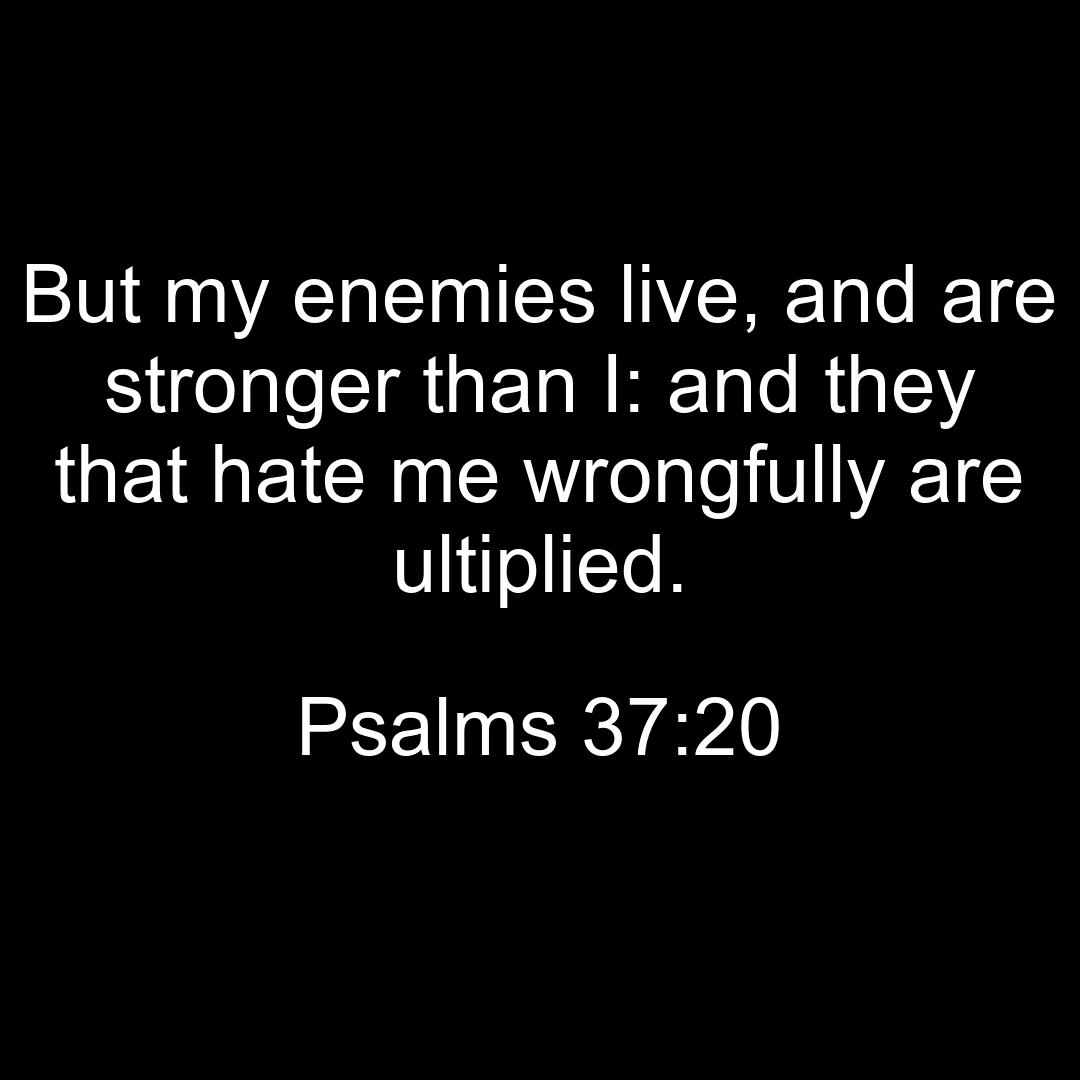 But my enemies live, and are
stronger than I: and they
that hate me wrongfully are
ultiplied.
Psalms 37:20